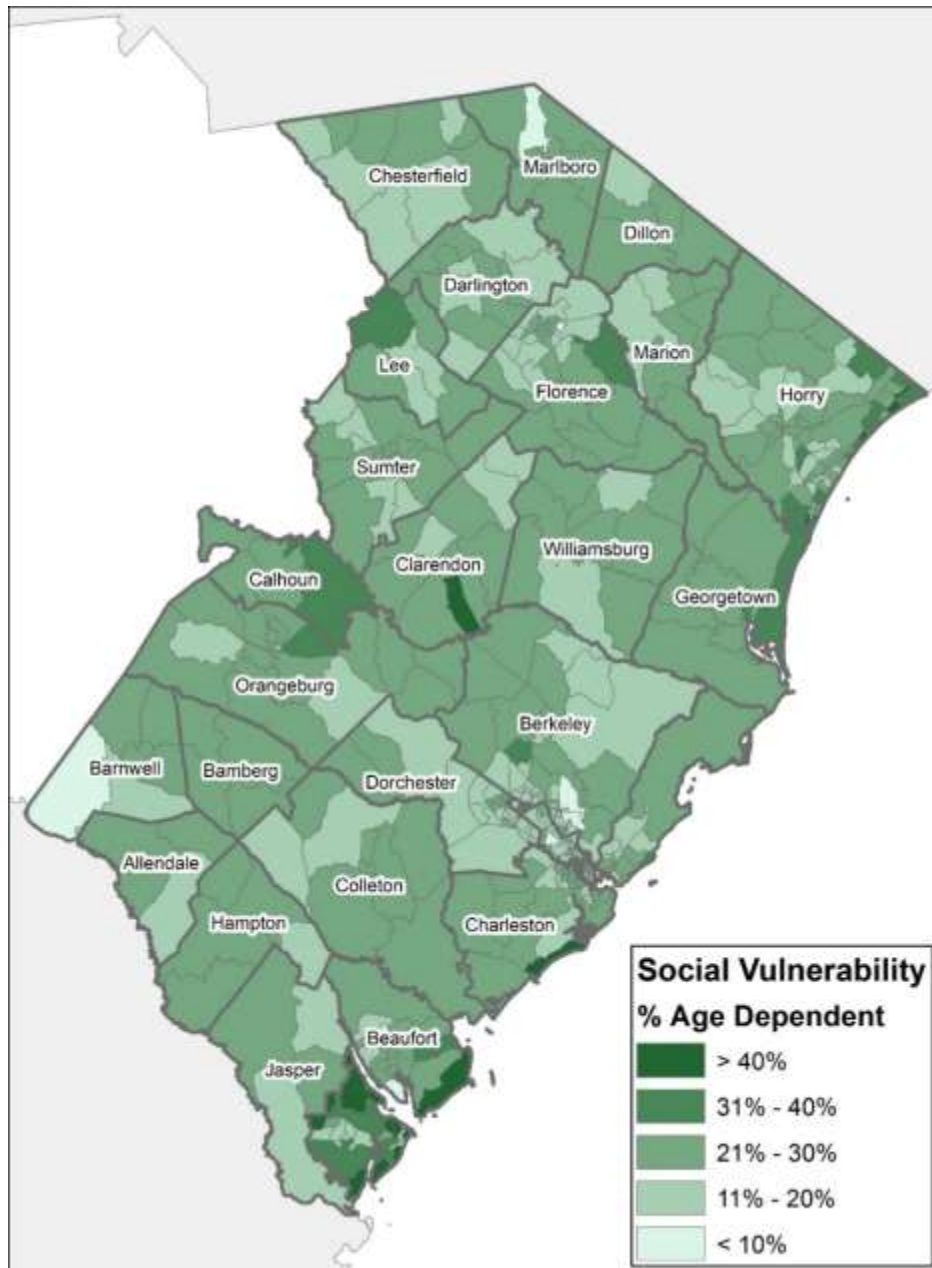 Chesterfield
Marlboro
Dillon
Darlington
Lee
Florence
Marion
Horry
Sumter
Calhoun
Clarendon
Williamsburg
Georgetown
Orangeburg
Berkeley
Barnwell
Bamberg
Dorchester
Allendale
Colleton
Hampton
Charleston
Jasper
Beaufort
Social Vulnerability
% Age Dependent
> 40%
31% - 40%
21% - 30%
11% - 20%
< 10%